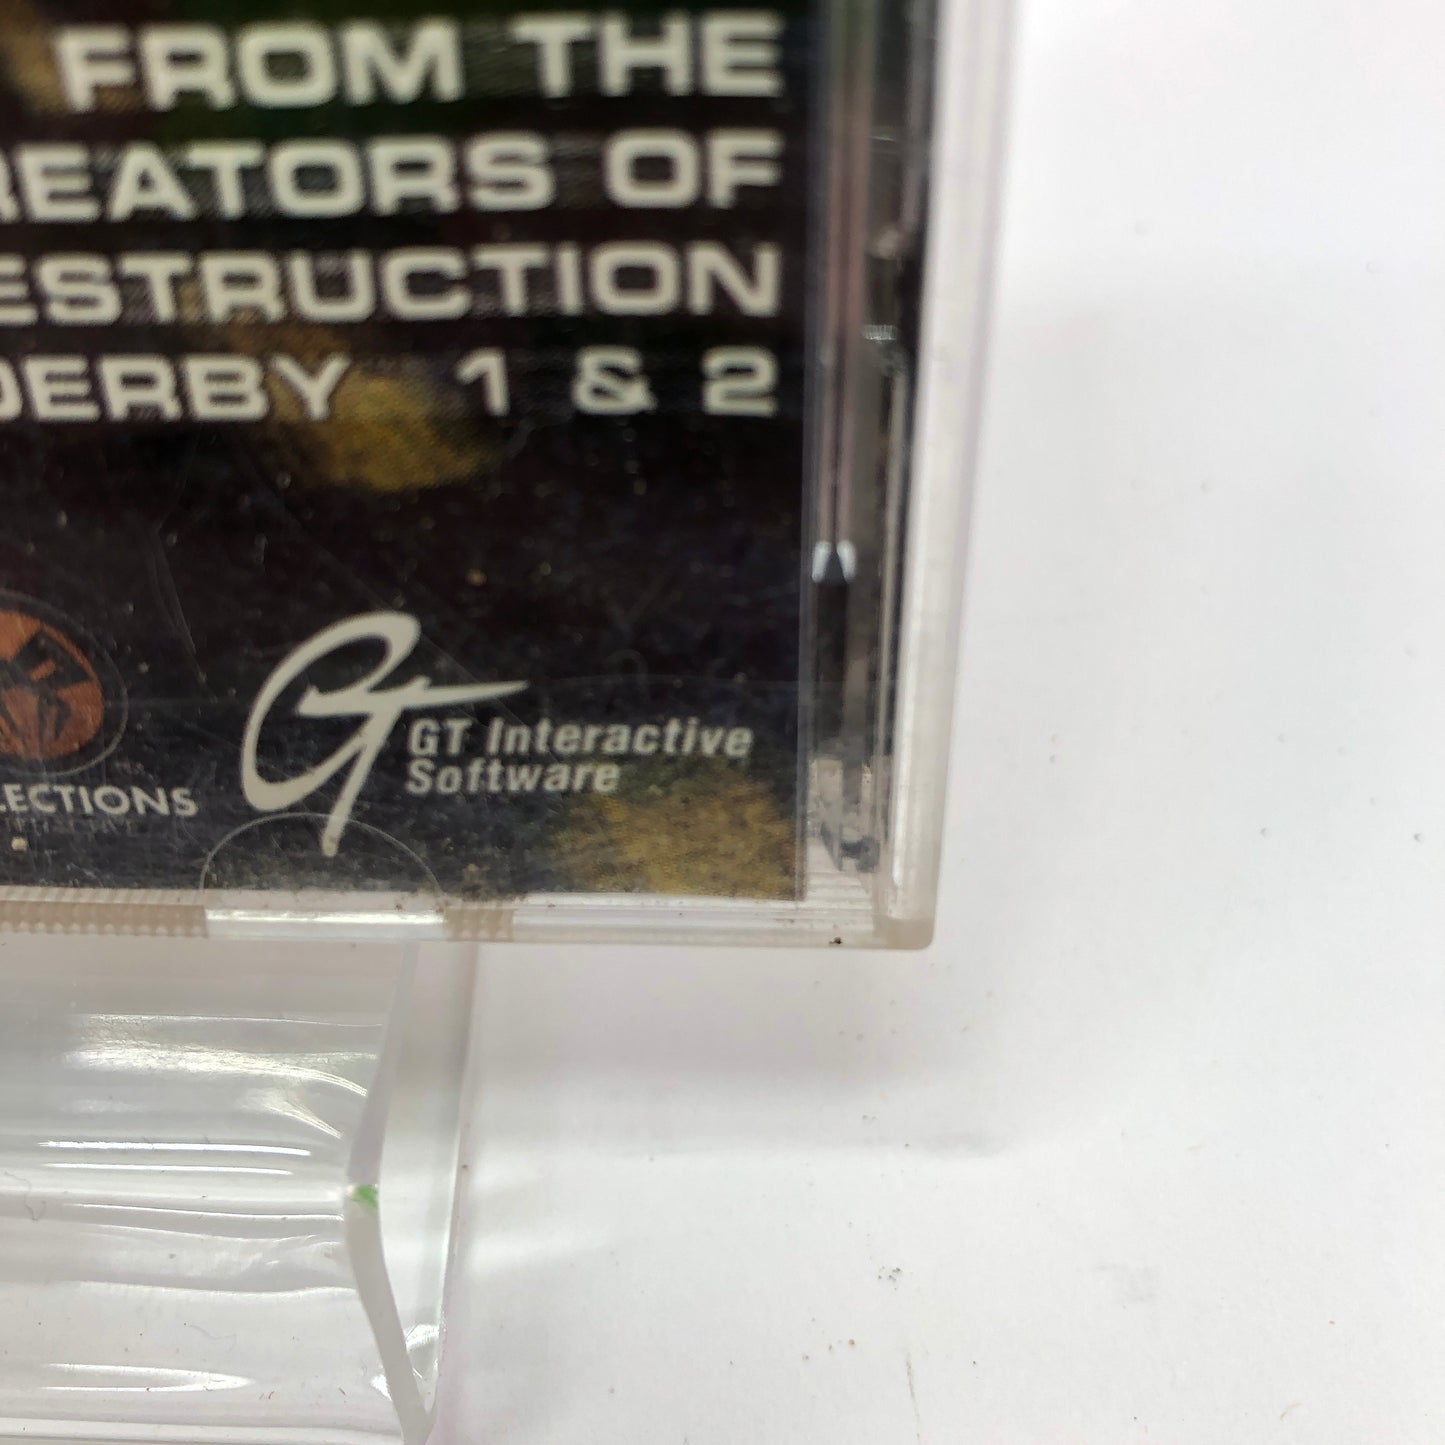 FROM THE
REATORS OF
ESTRUCTION
DERBY 1 & 2
GT Interactive
Software
LECTIONS